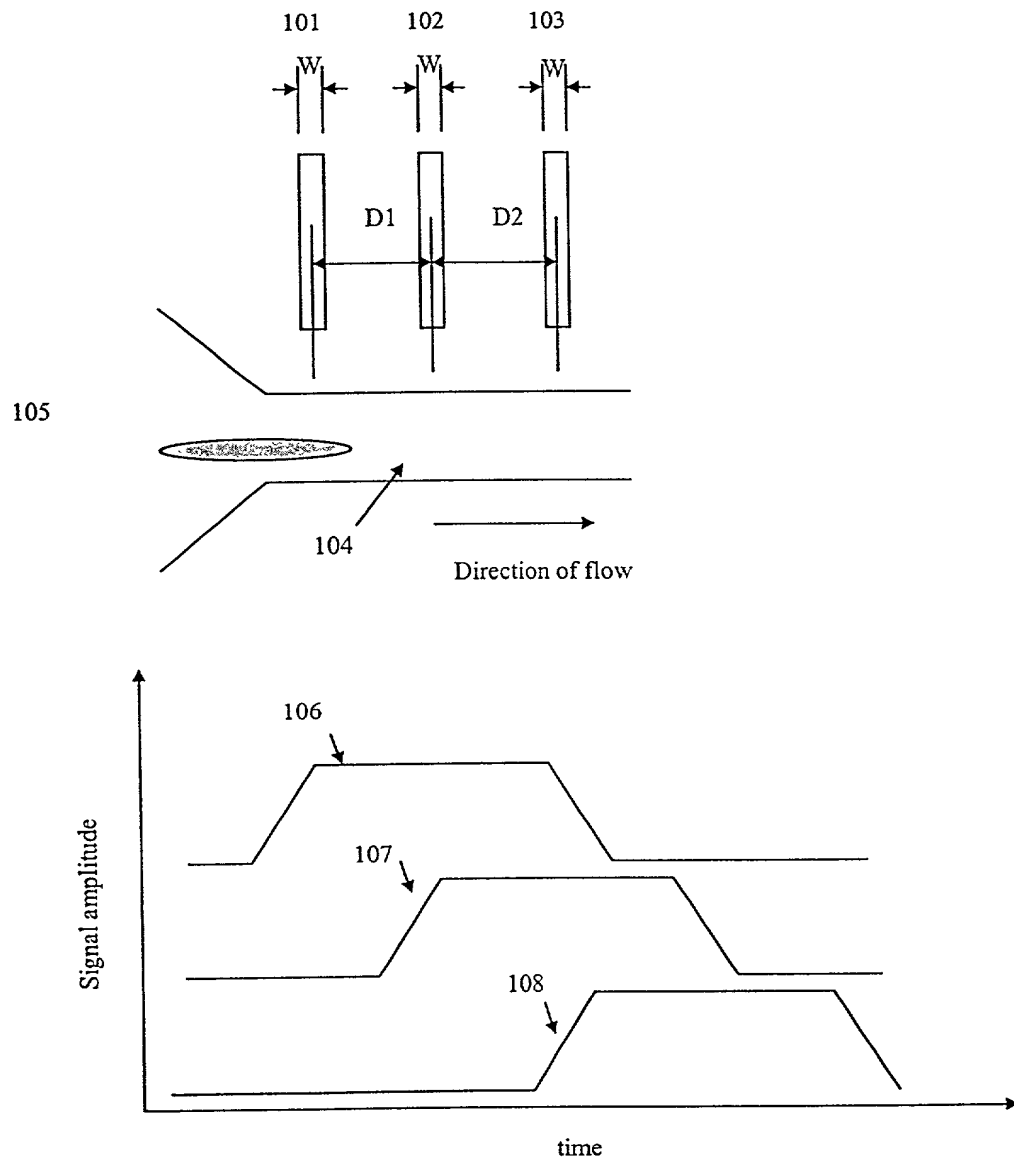 101 102 103
W W W
D1 D2
105
104
Direction of flow
106
107
108
Signal amplitude
time